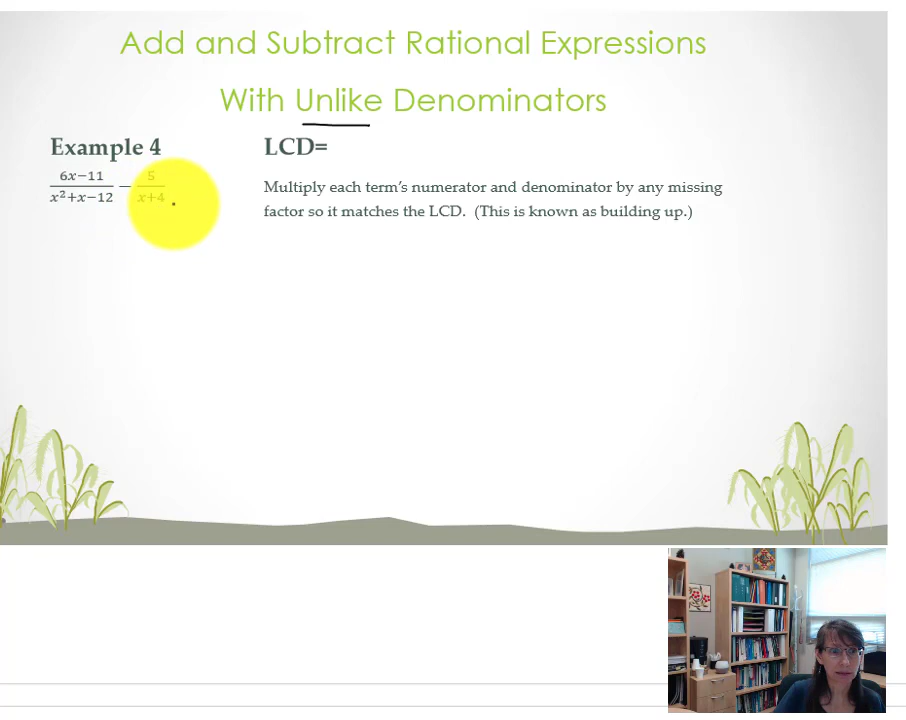 Add and Subtract Rational Expressions
With Unlike Denominators
Example 4
LCD=
6x−11
x²+x−12
−
5
x+4
Multiply each term's numerator and denominator by any missing
factor so it matches the LCD. (This is known as building up.)